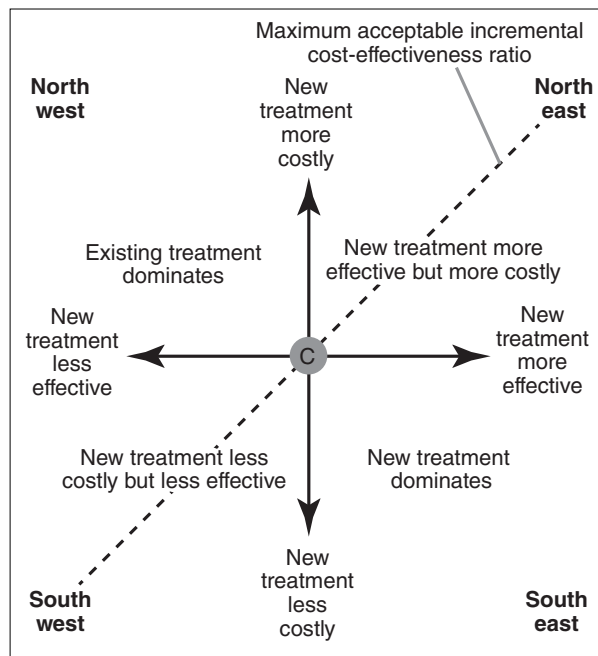 Maximum acceptable incremental
cost-effectiveness ratio
North
west
New
treatment
more
costly
North
east
Existing treatment
dominates
New treatment more
effective but more costly
New
treatment
less
effective
C
New
treatment
more
effective
New treatment less
costly but less effective
New treatment
dominates
New
treatment
less
costly
South
west
South
east